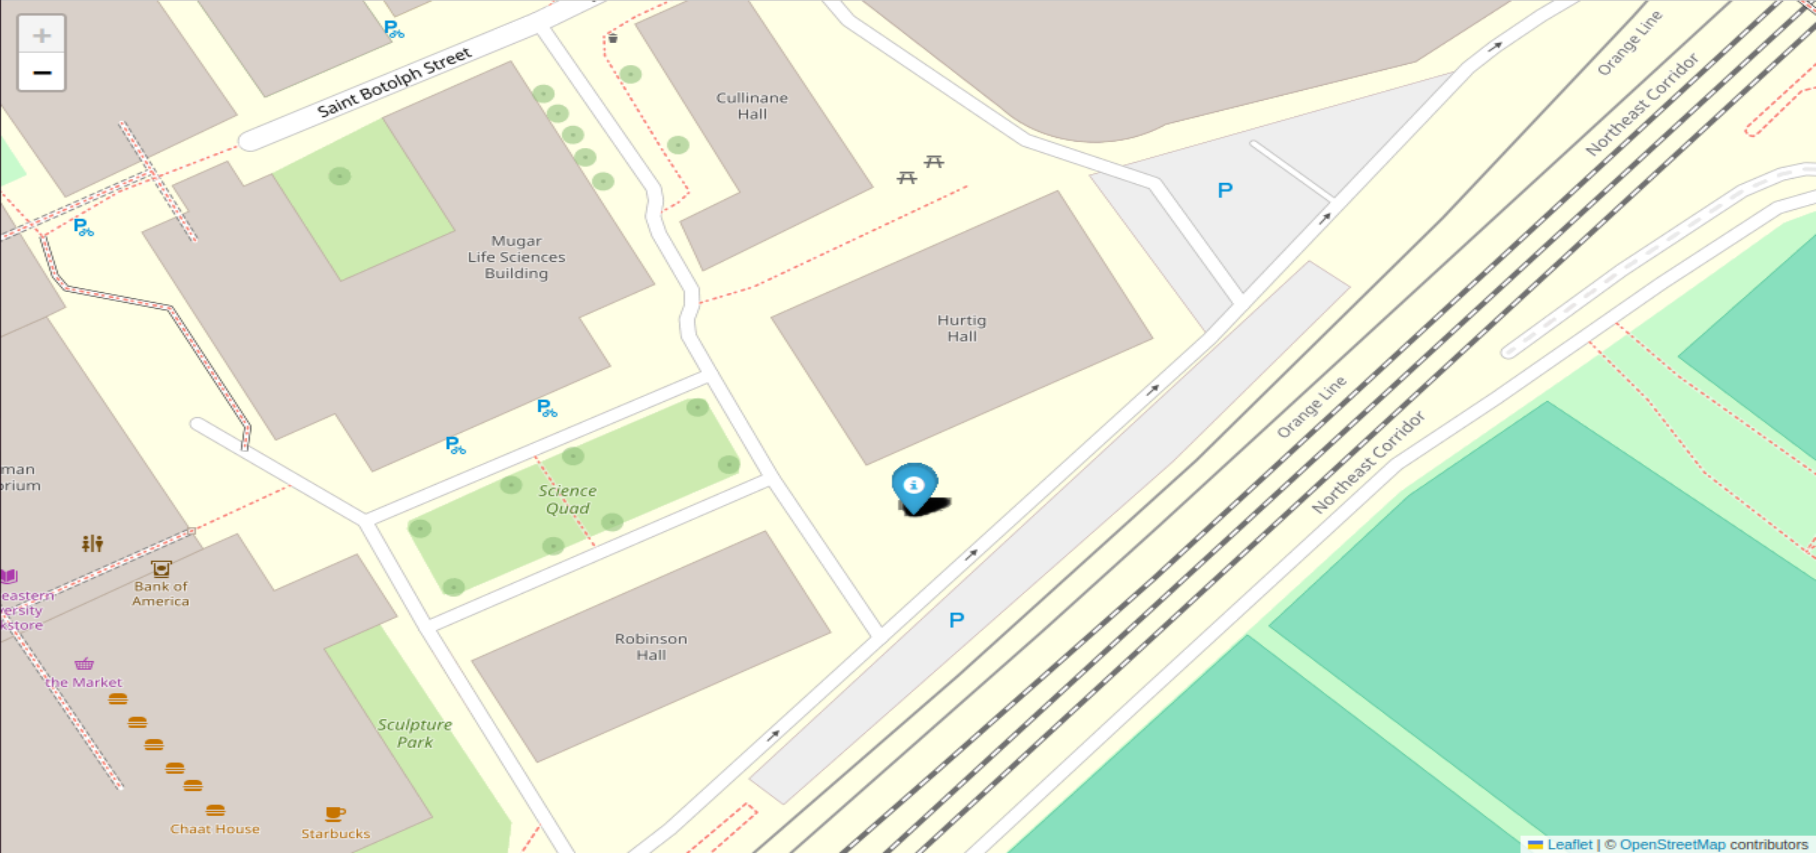 +
−
P
Saint Botolph Street
Cullinane
Hall
Orange Line
Northeast Corridor
P
P
Mugar
Life Sciences
Building
Hurtig
Hall
Orange Line
Northeast Corridor
P
P
man
orium
Science
Quad
i
Bank of
America
eastern
versity
kstore
P
Robinson
Hall
the Market
Sculpture
Park
Chaat House
Starbucks
Leaflet | © OpenStreetMap contributors